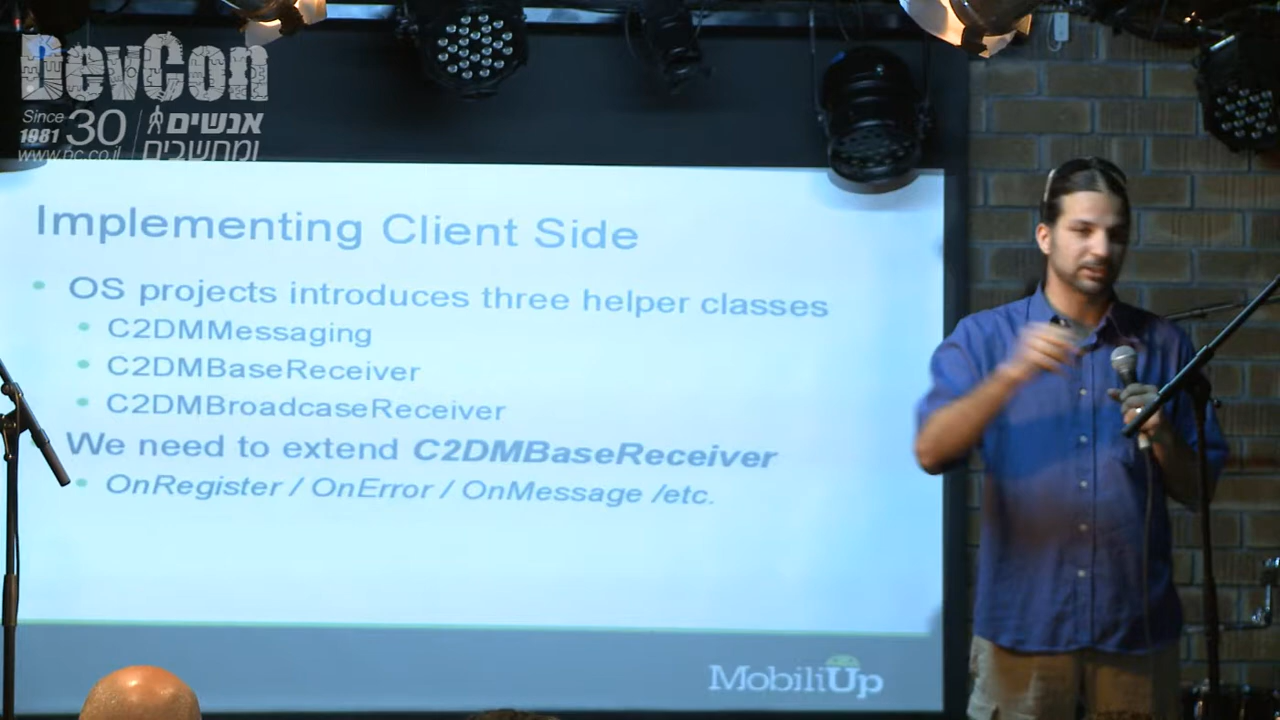 DevCon
Since 1981
30
אנשים
ומחשבים
www.pc.co.il
Implementing Client Side
OS projects introduces three helper classes
C2DMMessaging
C2DMBaseReceiver
C2DMBroadcaseReceiver
We need to extend C2DMBaseReceiver
OnRegister / OnError / OnMessage /etc.
MobiliUp